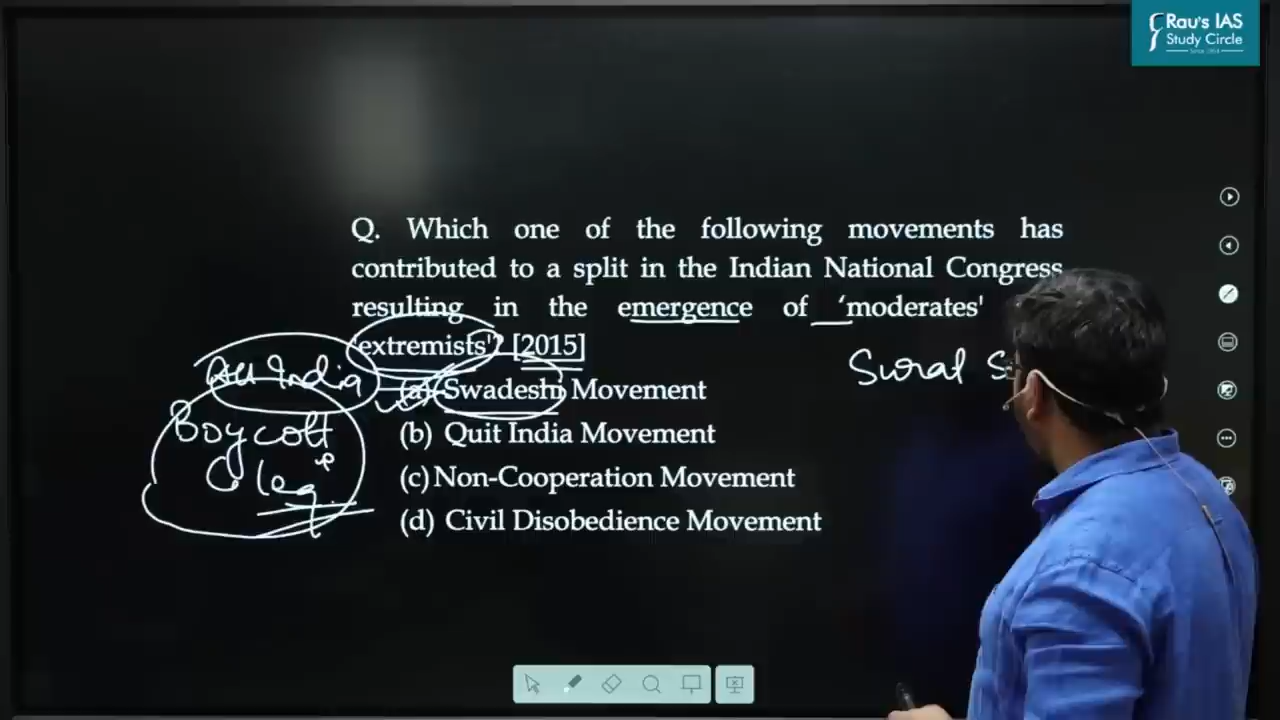 Rau's IAS
Study Circle
Q. Which one of the following movements has
contributed to a split in the Indian National Congress
resulting in the emergence of 'moderates'
'extremists'? [2015]
All India
Surat S
(a) Swadeshi Movement
Boycott
(b) Quit India Movement
(c) Non-Cooperation Movement
(d) Civil Disobedience Movement